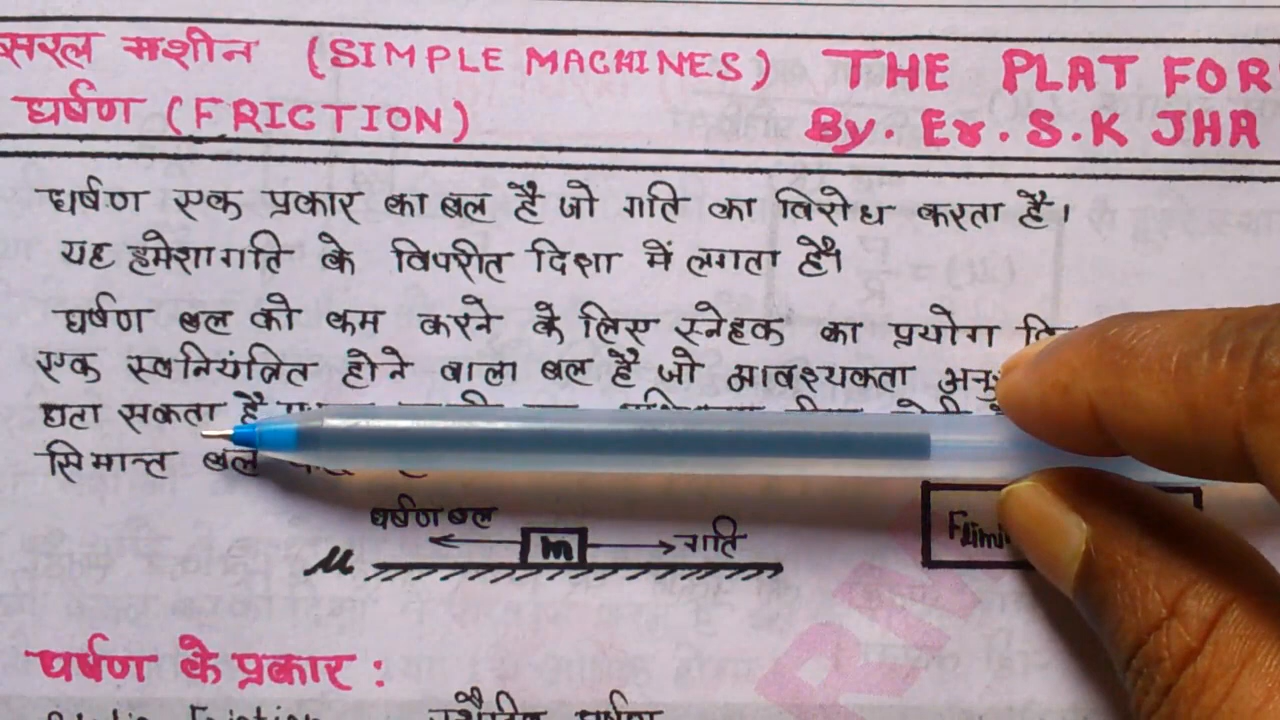 सरल मशीन (SIMPLE MACHINES) THE PLAT FOR
घर्षण (FRICTION) By. Er. S.K JHA
घर्षण एक प्रकार का बल है जो गति का विरोध करता है।
यह हमेशा गति के विपरीत दिशा में लगता है।
घर्षण बल को कम करने के लिए स्नेहक का प्रयोग
एक स्वनियंत्रित होने वाला बल है जो आवश्यकता
घता सकता है
सिमान्त बल
घर्षण बल m गति
μ
घर्षण के प्रकार :